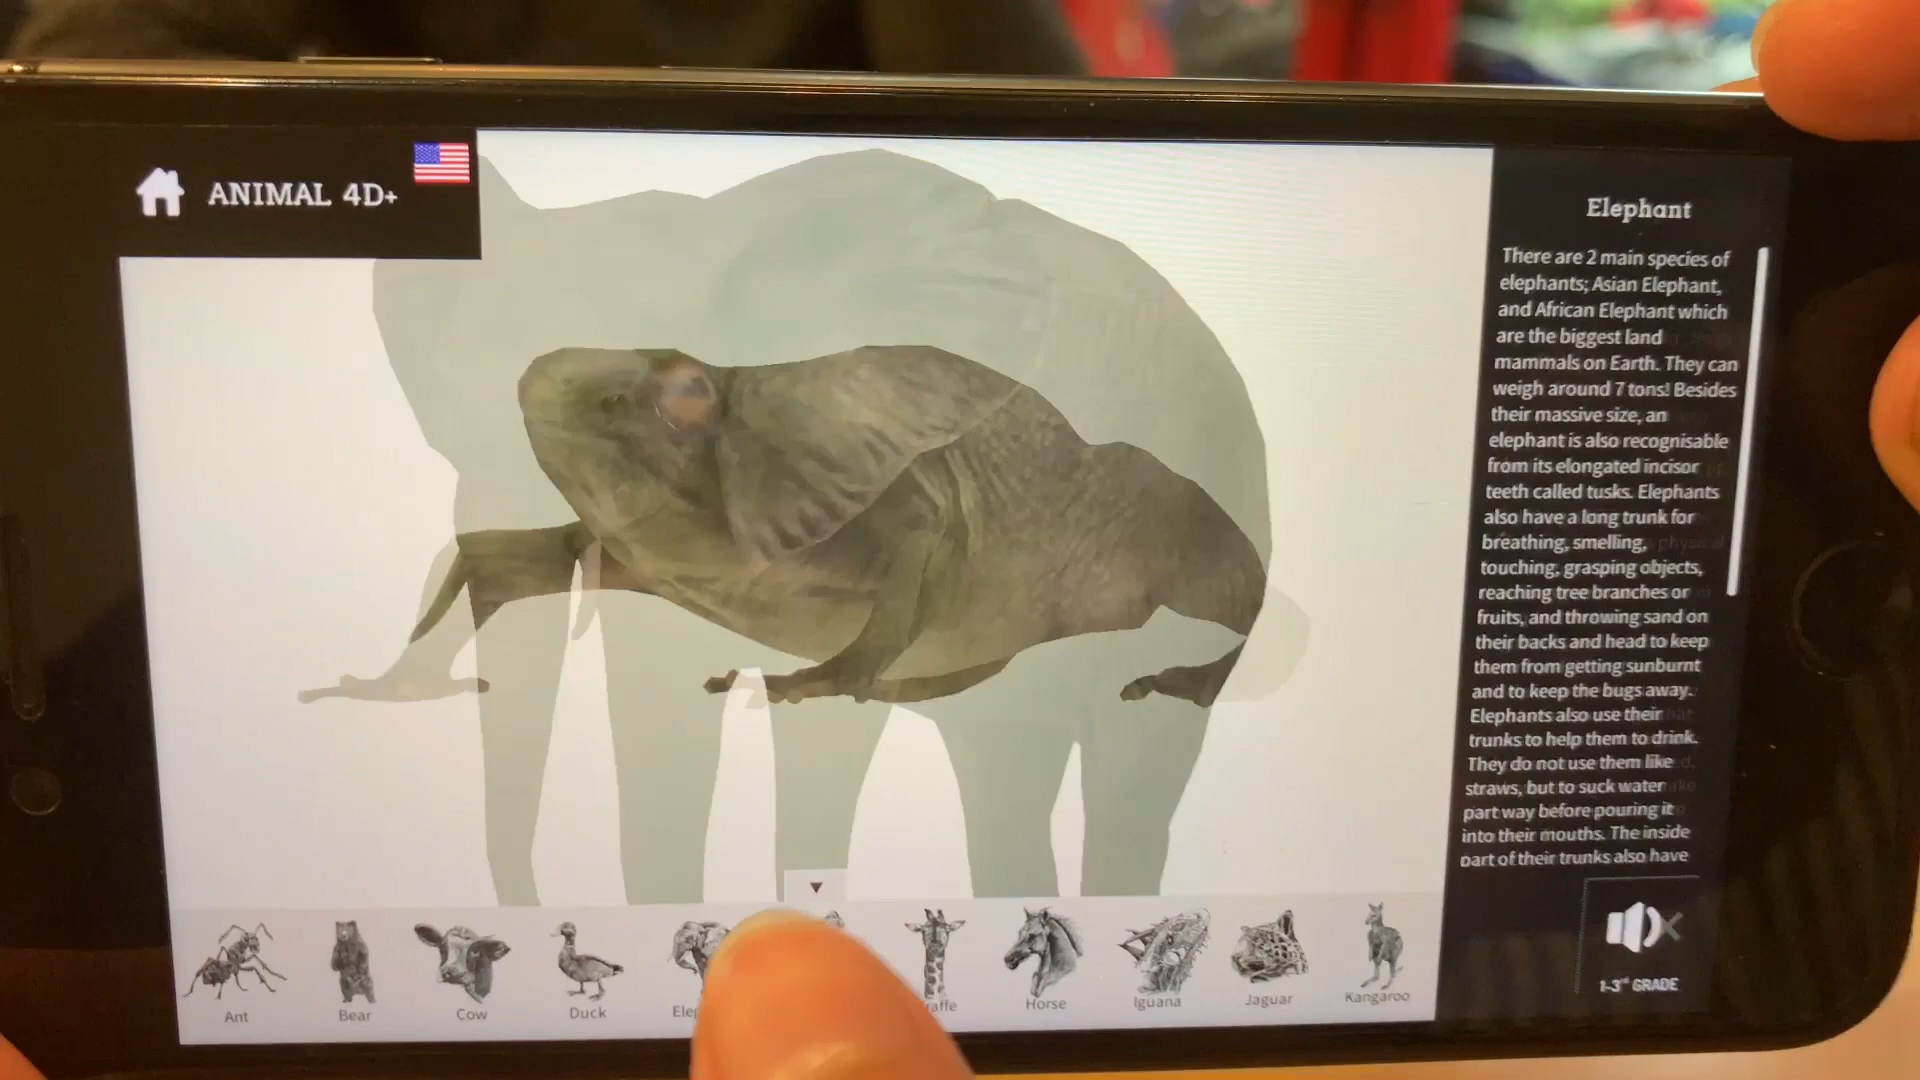 ANIMAL 4D+
Elephant
There are 2 main species of
elephants; Asian Elephant,
and African Elephant which
are the biggest land
mammals on Earth. They can
weigh around 7 tons! Besides
their massive size, an
elephant is also recognisable
from its elongated incisor
teeth called tusks. Elephants
also have a long trunk for
breathing, smelling,
touching, grasping objects,
reaching tree branches or
fruits, and throwing sand on
their backs and head to keep
them from getting sunburnt
and to keep the bugs away.
Elephants also use their
trunks to help them to drink.
They do not use them like
straws, but to suck water
part way before pouring it
into their mouths. The inside
part of their trunks also have
Ant
Bear
Cow
Duck
Horse
Iguana
Jaguar
Kangaroo
1-3rd GRADE